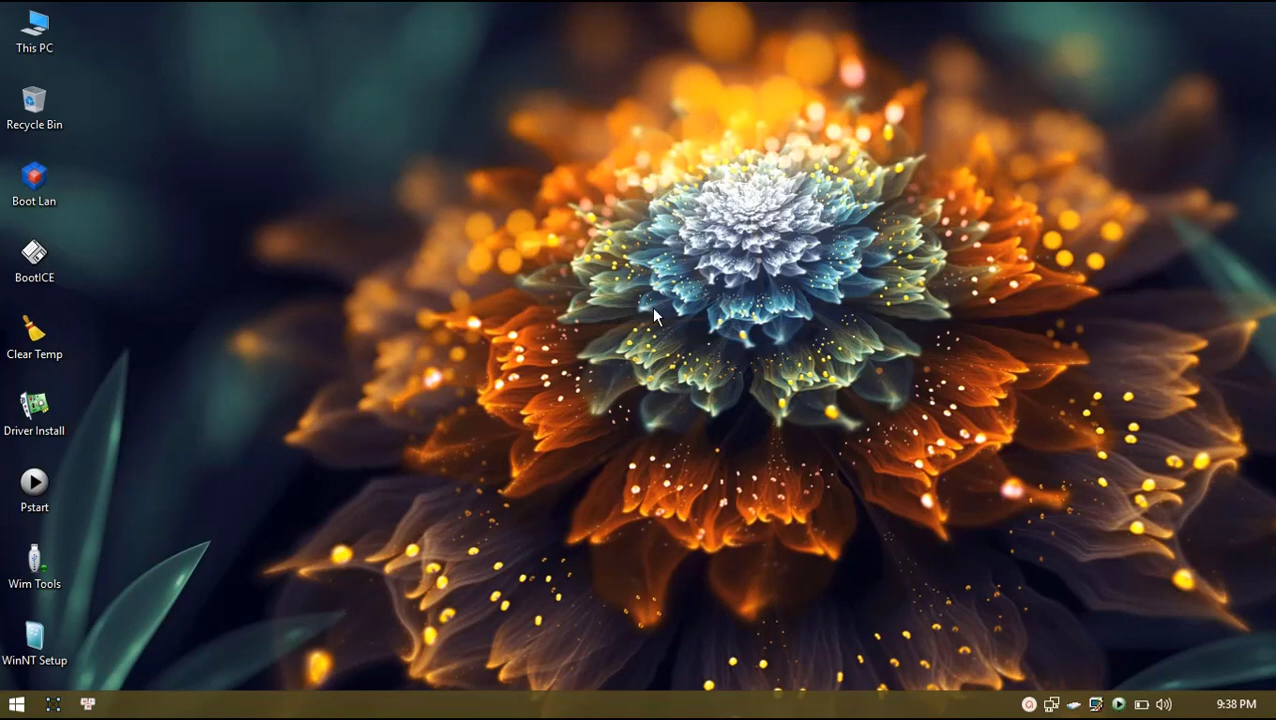 This PC
Recycle Bin
Boot Lan
BootICE
Clear Temp
Driver Install
Pstart
Wim Tools
WinNT Setup
9:38 PM